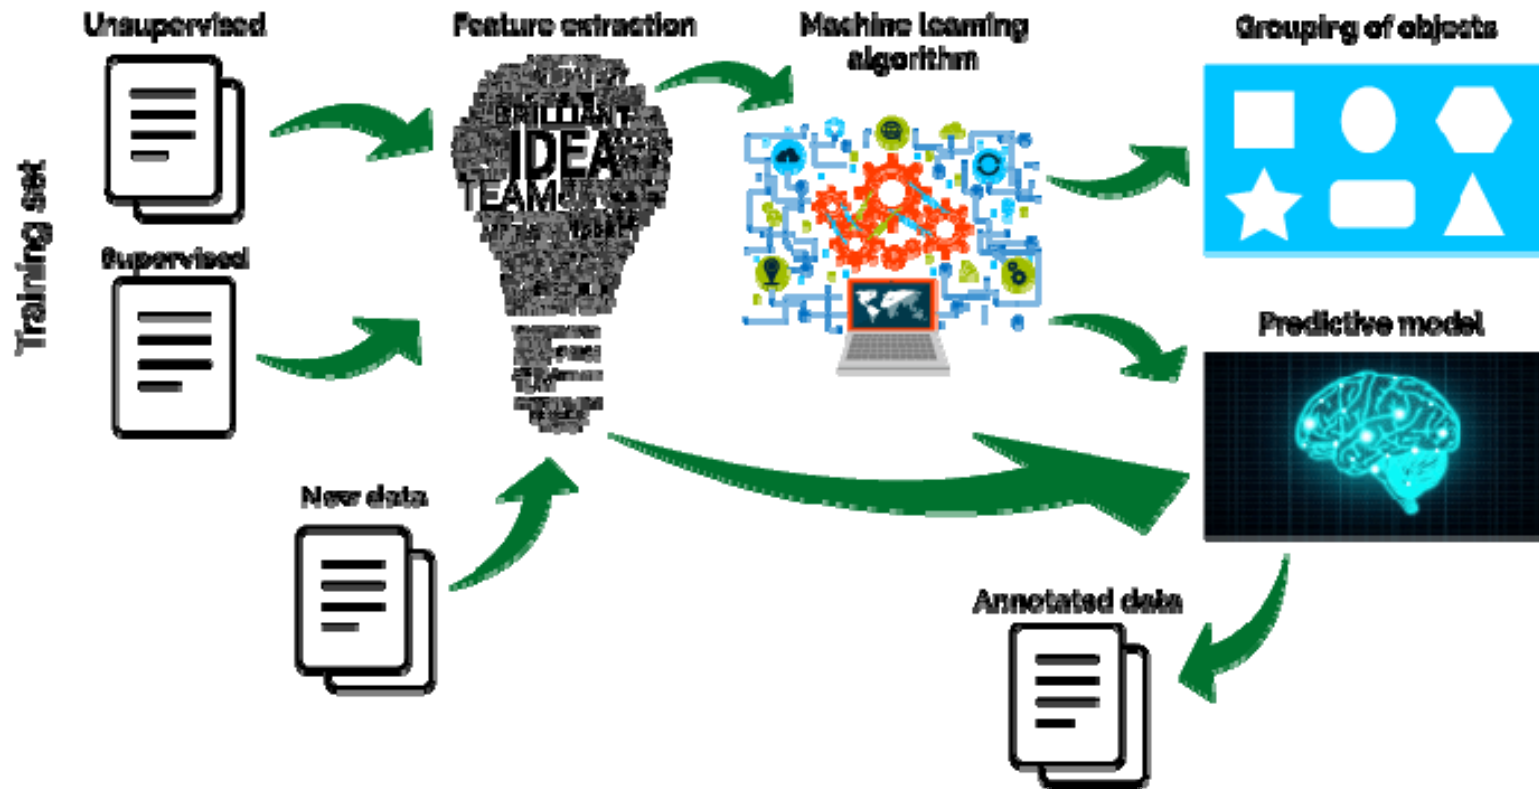 Unsupervised
Feature extraction
Machine learning
algorithm
Grouping of objects
Training set
BRILLIANT
IDEA
TEAM
Supervised
Predictive model
New data
Annotated data